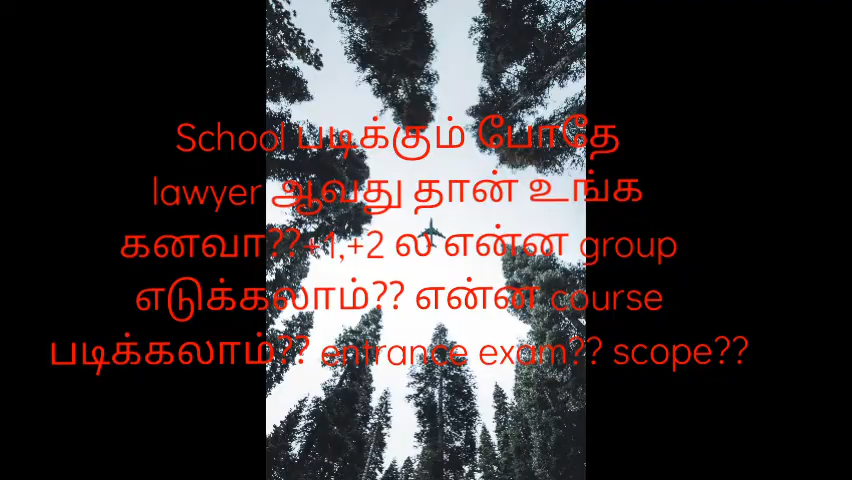 School படிக்கும் போதே
lawyer ஆவது தான் உங்க
கனவா??+1,+2 ல என்ன group
எடுக்கலாம்?? என்ன course
படிக்கலாம்?? entrance exam?? scope??